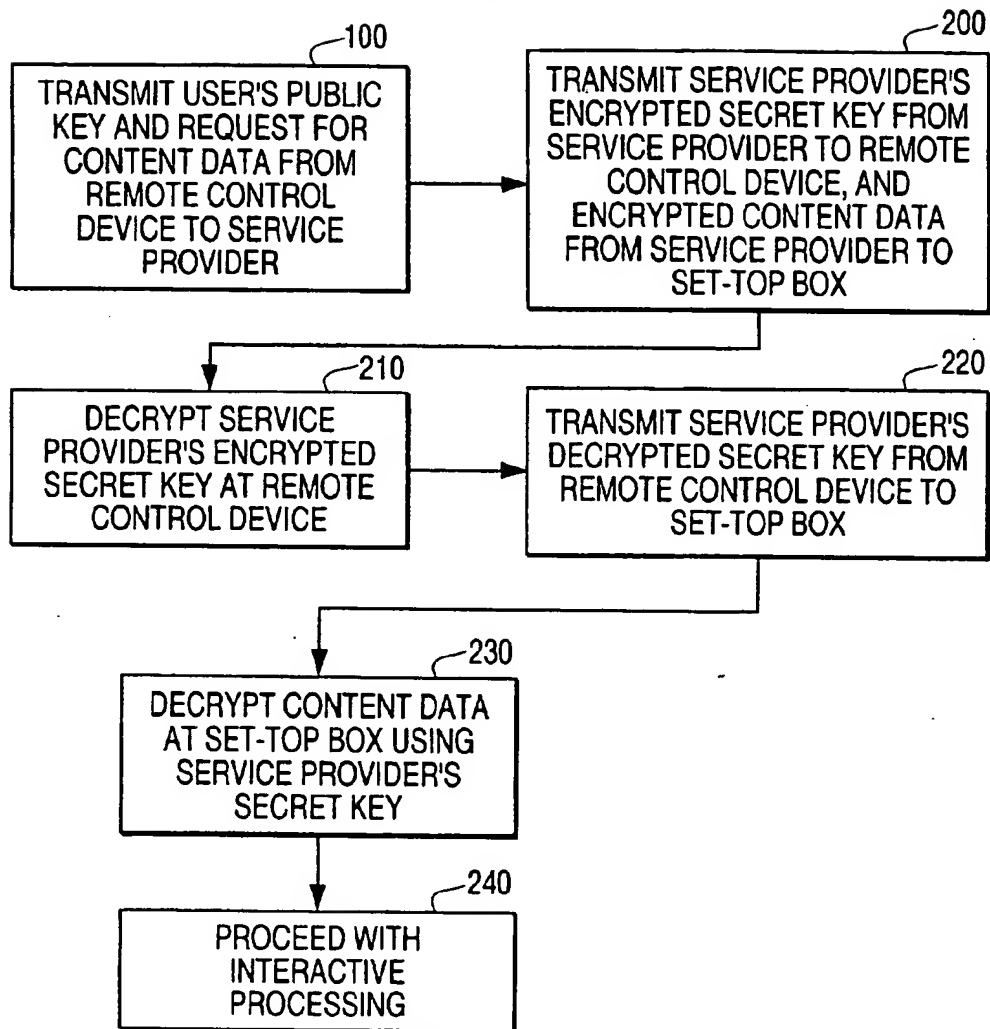 100
TRANSMIT USER'S PUBLIC
KEY AND REQUEST FOR
CONTENT DATA FROM
REMOTE CONTROL
DEVICE TO SERVICE
PROVIDER
200
TRANSMIT SERVICE PROVIDER'S
ENCRYPTED SECRET KEY FROM
SERVICE PROVIDER TO REMOTE
CONTROL DEVICE, AND
ENCRYPTED CONTENT DATA
FROM SERVICE PROVIDER TO
SET-TOP BOX
210
DECRYPT SERVICE
PROVIDER'S ENCRYPTED
SECRET KEY AT REMOTE
CONTROL DEVICE
220
TRANSMIT SERVICE PROVIDER'S
DECRYPTED SECRET KEY FROM
REMOTE CONTROL DEVICE TO
SET-TOP BOX
230
DECRYPT CONTENT DATA
AT SET-TOP BOX USING
SERVICE PROVIDER'S
SECRET KEY
240
PROCEED WITH
INTERACTIVE
PROCESSING